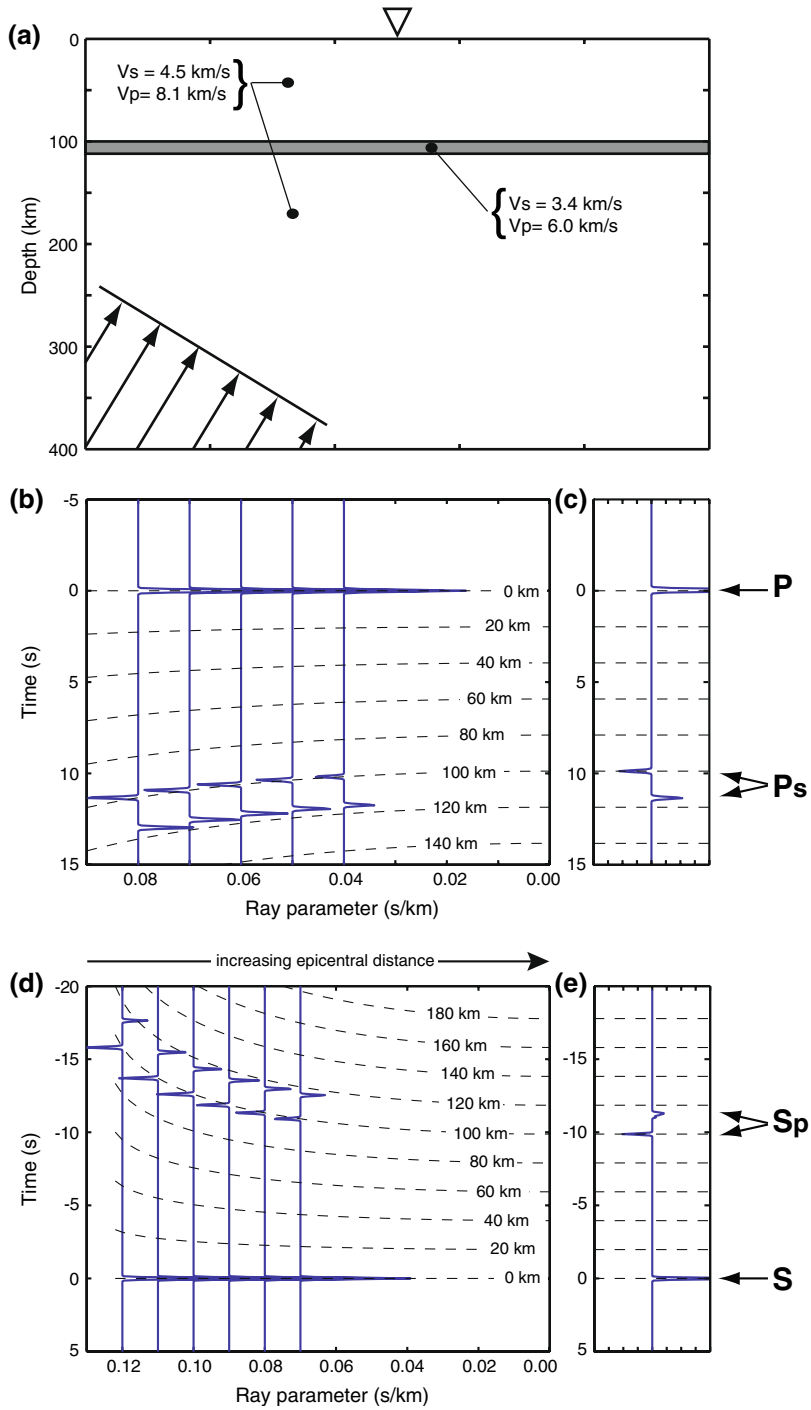 (a)
0
100
200
300
400
Depth (km)
Vs = 4.5 km/s
Vp= 8.1 km/s
}
{
Vs = 3.4 km/s
Vp= 6.0 km/s
(b)
-5
0
5
10
15
Time (s)
0 km
20 km
40 km
60 km
80 km
100 km
120 km
140 km
0.08
0.06
0.04
0.02
0.00
Ray parameter (s/km)
(c)
0
5
10
15
P
Ps
increasing epicentral distance
(d)
-20
-15
-10
-5
0
5
Time (s)
180 km
160 km
140 km
120 km
100 km
80 km
60 km
40 km
20 km
0 km
0.12
0.10
0.08
0.06
0.04
0.02
0.00
Ray parameter (s/km)
(e)
-15
-10
-5
0
5
Sp
S